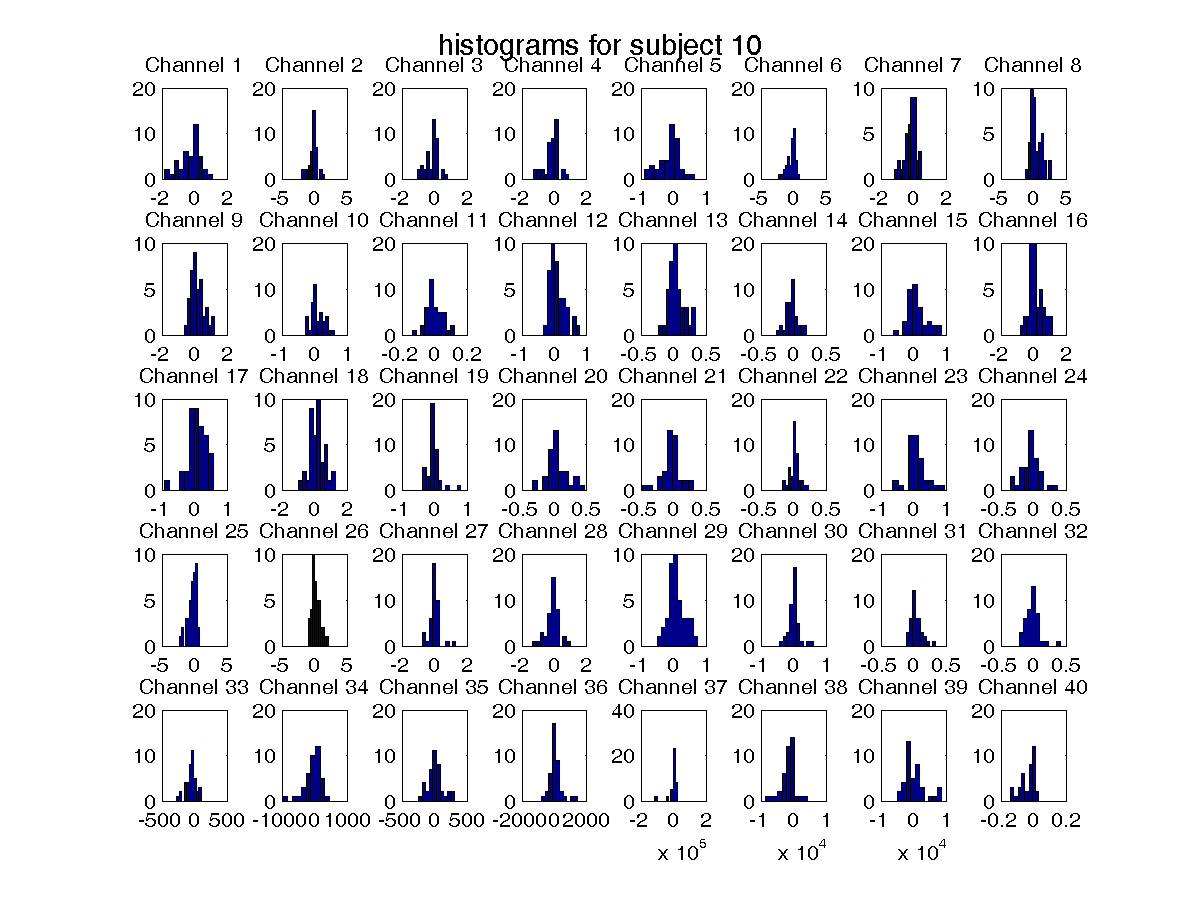 histograms for subject 10
Channel 1 Channel 2 Channel 3 Channel 4 Channel 5 Channel 6 Channel 7 Channel 8
20 20 20 20 20 20 10 10
10 10 10 10 10 10 5 5
0 0 0 0 0 0 0 0
-2 0 2 -5 0 5 -2 0 2 -2 0 2 -1 0 1 -5 0 5 -2 0 2 -5 0 5
Channel 9 Channel 10 Channel 11 Channel 12 Channel 13 Channel 14 Channel 15 Channel 16
10 20 20 10 10 20 20 10
5 10 10 5 5 10 10 5
0 0 0 0 0 0 0 0
-2 0 2 -1 0 1 -0.2 0 0.2 -1 0 1 -0.5 0 0.5 -0.5 0 0.5 -1 0 1 -2 0 2
Channel 17 Channel 18 Channel 19 Channel 20 Channel 21 Channel 22 Channel 23 Channel 24
10 10 20 20 20 20 20 20
5 5 10 10 10 10 10 10
0 0 0 0 0 0 0 0
-1 0 1 -2 0 2 -1 0 1 -0.5 0 0.5 -0.5 0 0.5 -0.5 0 0.5 -1 0 1 -0.5 0 0.5
Channel 25 Channel 26 Channel 27 Channel 28 Channel 29 Channel 30 Channel 31 Channel 32
10 10 20 20 10 20 20 20
5 5 10 10 5 10 10 10
0 0 0 0 0 0 0 0
-5 0 5 -5 0 5 -2 0 2 -2 0 2 -1 0 1 -1 0 1 -0.5 0 0.5 -0.5 0 0.5
Channel 33 Channel 34 Channel 35 Channel 36 Channel 37 Channel 38 Channel 39 Channel 40
20 20 20 20 40 20 20 20
10 10 10 10 20 10 10 10
0 0 0 0 0 0 0 0
-500 0 500 -1000 0 1000 -500 0 500 -2000 0 2000 -2 0 2 -1 0 1 -1 0 1 -0.2 0 0.2
x 10⁵ x 10⁴ x 10⁴